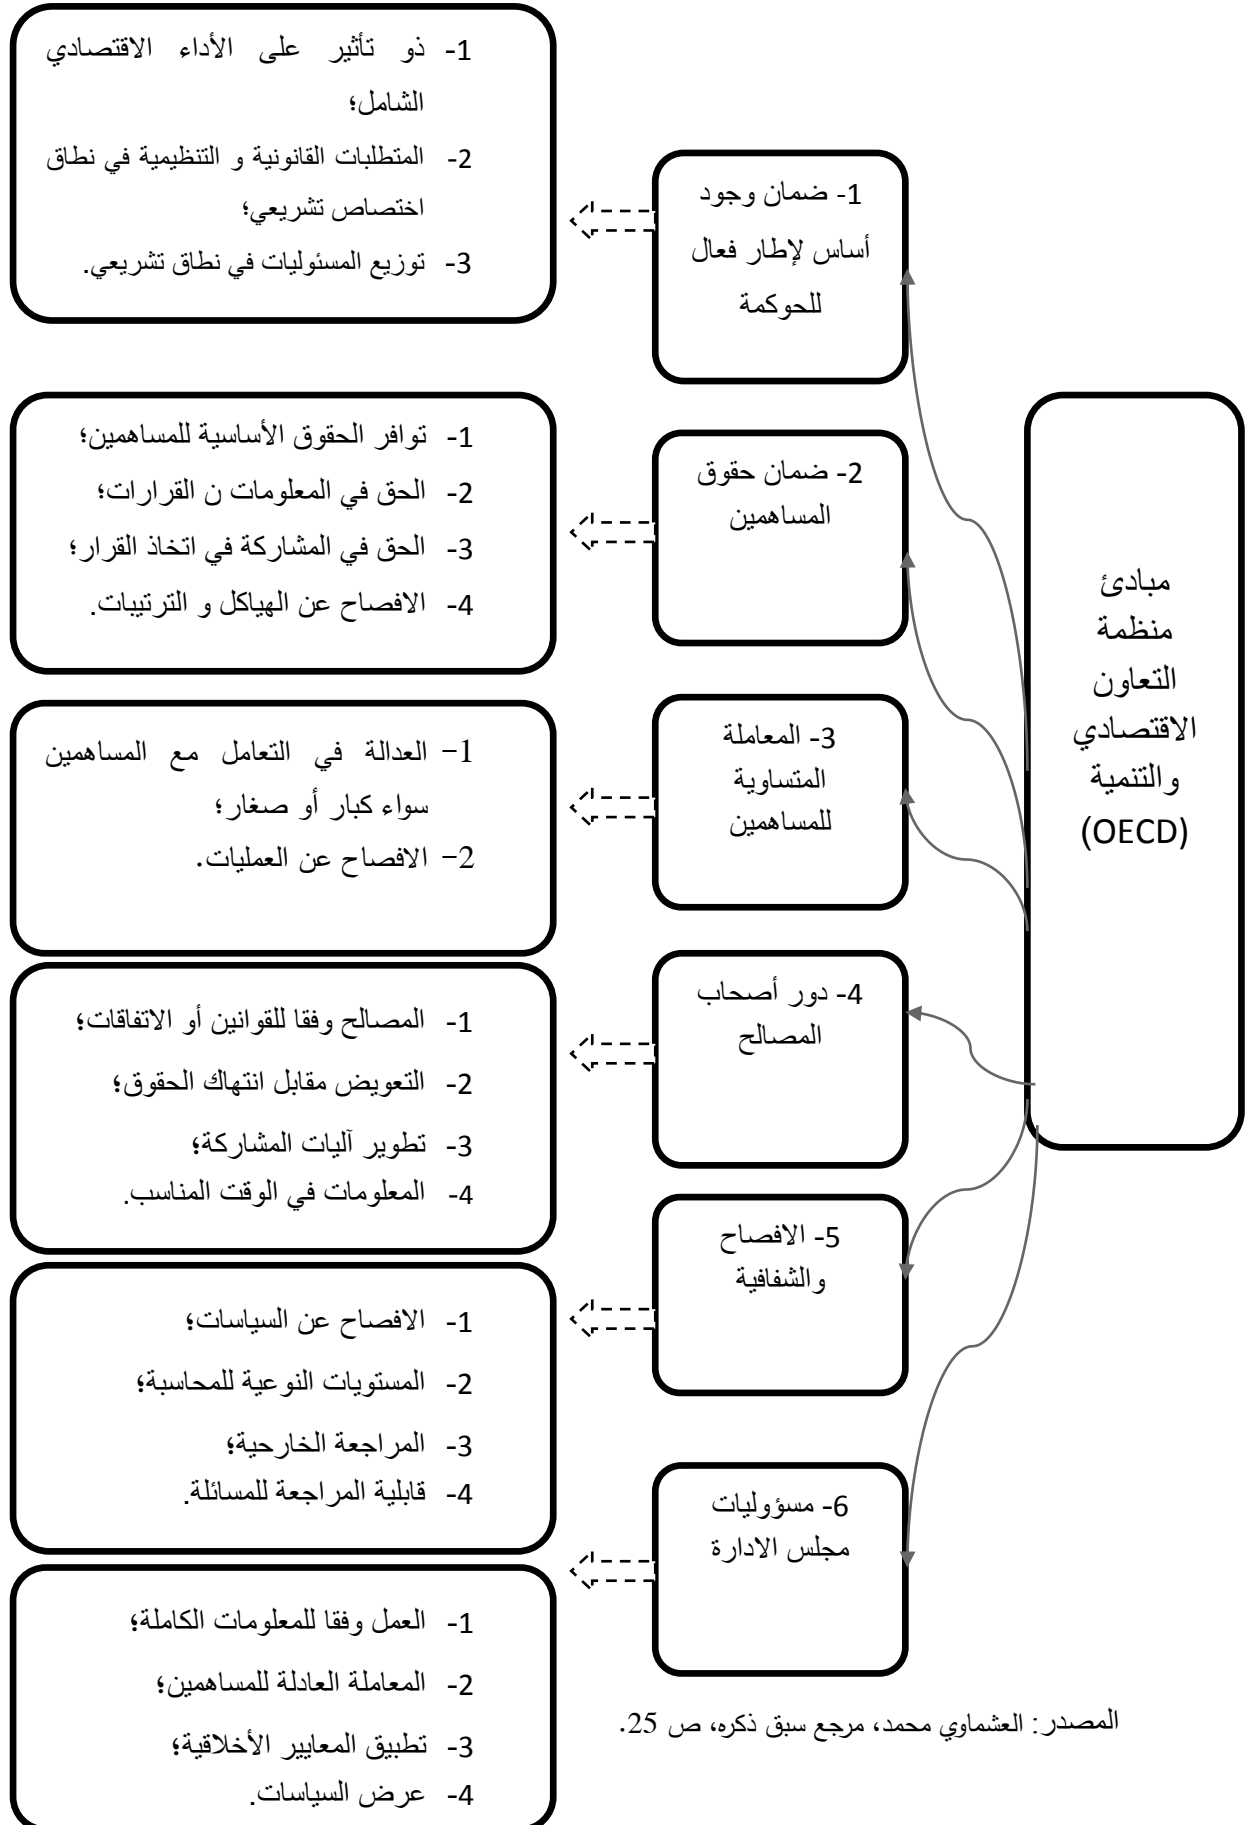 مبادئ
منظمة
التعاون
الاقتصادي
والتنمية
(OECD)
1- ضمان وجود
أساس لإطار فعال
للحوكمة
1- ذو تأثير على الأداء الاقتصادي
الشامل؛
2- المتطلبات القانونية و التنظيمية في نطاق
اختصاص تشريعي؛
3- توزيع المسئوليات في نطاق تشريعي.
2- ضمان حقوق
المساهمين
1- توافر الحقوق الأساسية للمساهمين؛
2- الحق في المعلومات ن القرارات؛
3- الحق في المشاركة في اتخاذ القرار؛
4- الافصاح عن الهياكل و الترتيبات.
3- المعاملة
المتساوية
للمساهمين
1- العدالة في التعامل مع المساهمين
سواء كبار أو صغار؛
2- الافصاح عن العمليات.
4- دور أصحاب
المصالح
1- المصالح وفقا للقوانين أو الاتفاقات؛
2- التعويض مقابل انتهاك الحقوق؛
3- تطوير آليات المشاركة؛
4- المعلومات في الوقت المناسب.
5- الافصاح
والشفافية
1- الافصاح عن السياسات؛
2- المستويات النوعية للمحاسبة؛
3- المراجعة الخارحية؛
4- قابلية المراجعة للمسائلة.
6- مسؤوليات
مجلس الادارة
1- العمل وفقا للمعلومات الكاملة؛
2- المعاملة العادلة للمساهمين؛
3- تطبيق المعايير الأخلاقية؛
4- عرض السياسات.
المصدر: العشماوي محمد، مرجع سبق ذكره، ص 25.